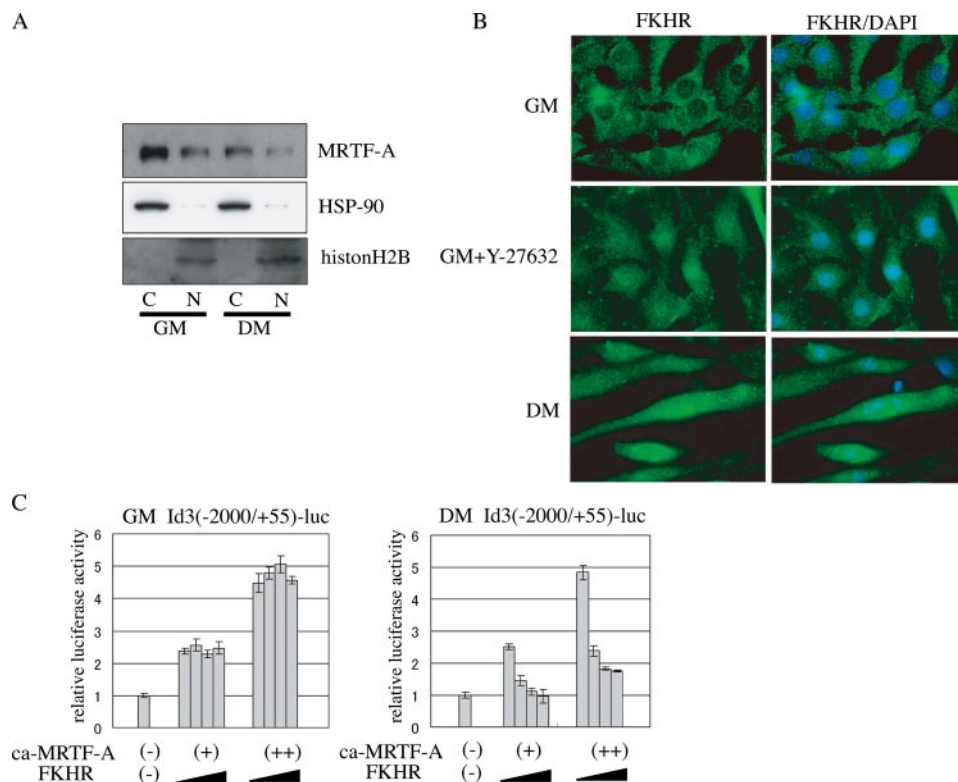 A
MRTF-A
HSP-90
histonH2B
C N C N
GM DM
B
FKHR FKHR/DAPI
GM
GM+Y-27632
DM
C
GM Id3(-2000/+55)-luc
relative luciferase activity
6
5
4
3
2
1
0
ca-MRTF-A (-) (+) (++)
FKHR (-)
DM Id3(-2000/+55)-luc
relative luciferase activity
6
5
4
3
2
1
0
ca-MRTF-A (-) (+) (++)
FKHR (-)